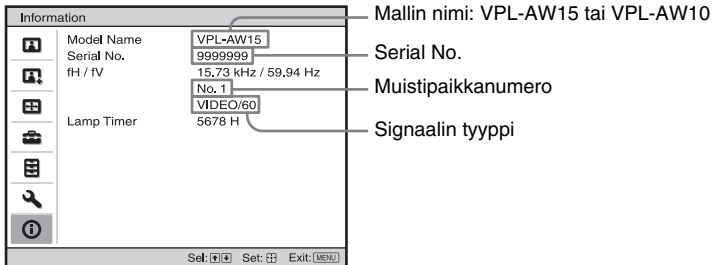 Information
Model Name VPL-AW15
Serial No. 9999999
fH / fV 15.73 kHz / 59.94 Hz
No. 1
VIDEO/60
Lamp Timer 5678 H
Sel: Set: Exit: MENU
Mallin nimi: VPL-AW15 tai VPL-AW10
Serial No.
Muistipaikkanumero
Signaalin tyyppi